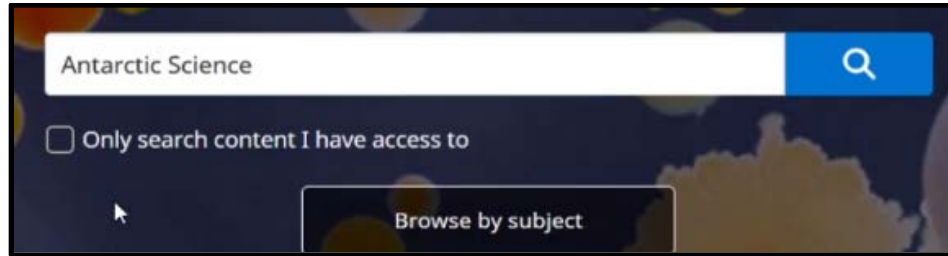 Antarctic Science
Only search content I have access to
Browse by subject